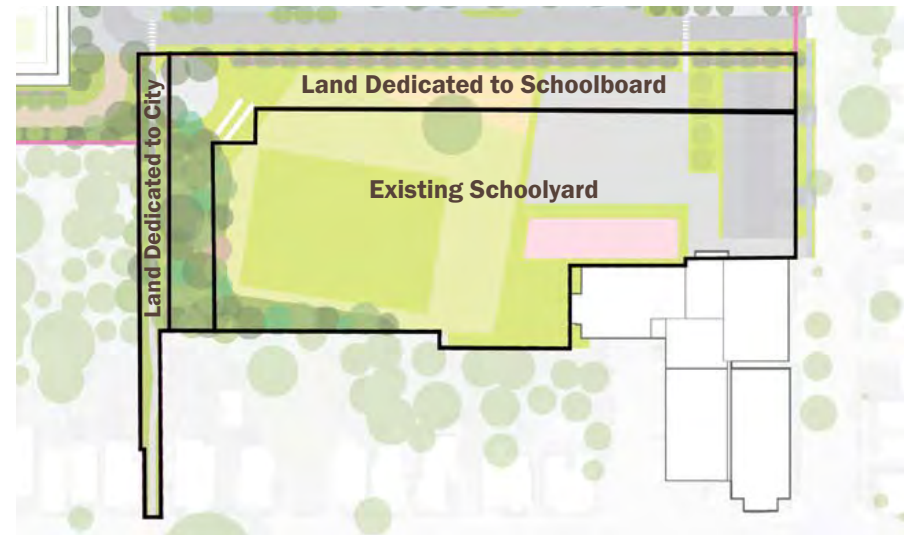 Land Dedicated to Schoolboard
Land Dedicated to City
Existing Schoolyard